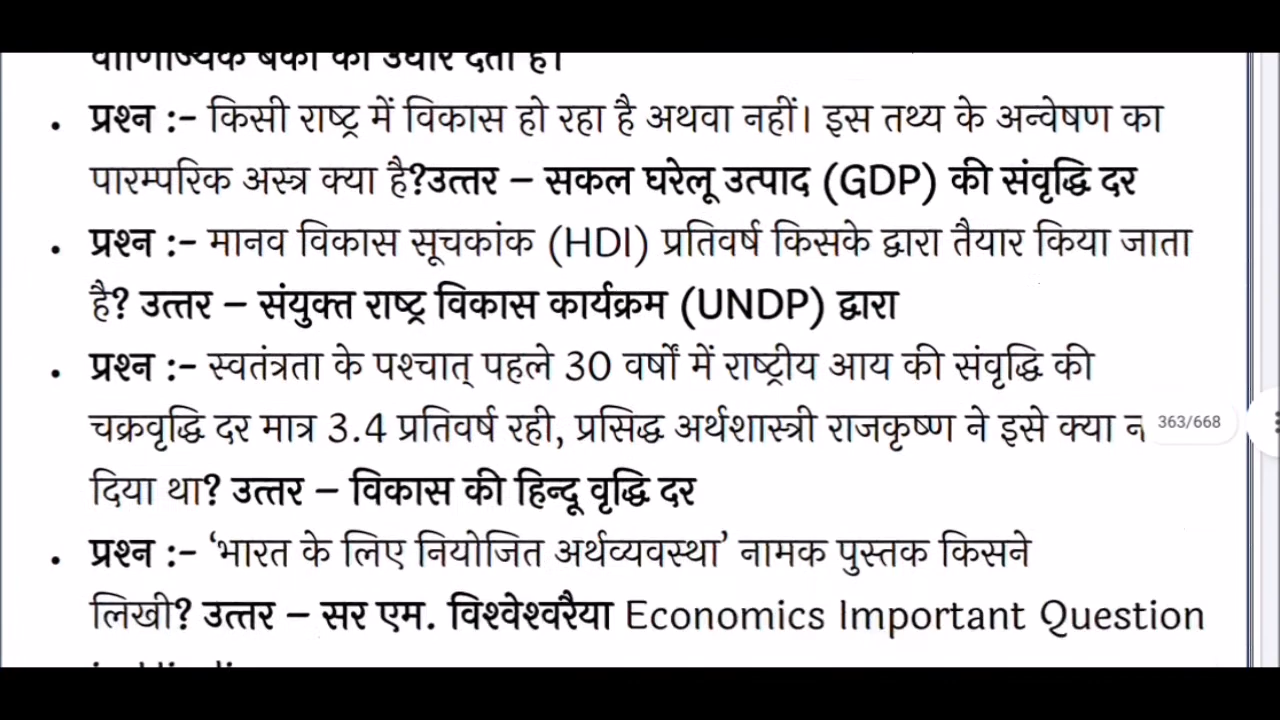 वाणिज्यिक बैंकों को उधार देता है।
• प्रश्न :- किसी राष्ट्र में विकास हो रहा है अथवा नहीं। इस तथ्य के अन्वेषण का
पारम्परिक अस्त्र क्या है?उत्तर – सकल घरेलू उत्पाद (GDP) की संवृद्धि दर
• प्रश्न :- मानव विकास सूचकांक (HDI) प्रतिवर्ष किसके द्वारा तैयार किया जाता
है? उत्तर – संयुक्त राष्ट्र विकास कार्यक्रम (UNDP) द्वारा
• प्रश्न :- स्वतंत्रता के पश्चात् पहले 30 वर्षों में राष्ट्रीय आय की संवृद्धि की
चक्रवृद्धि दर मात्र 3.4 प्रतिवर्ष रही, प्रसिद्ध अर्थशास्त्री राजकृष्ण ने इसे क्या
363/668
दिया था? उत्तर – विकास की हिन्दू वृद्धि दर
• प्रश्न :- ‘भारत के लिए नियोजित अर्थव्यवस्था’ नामक पुस्तक किसने
लिखी? उत्तर – सर एम. विश्वेश्वरैया Economics Important Question